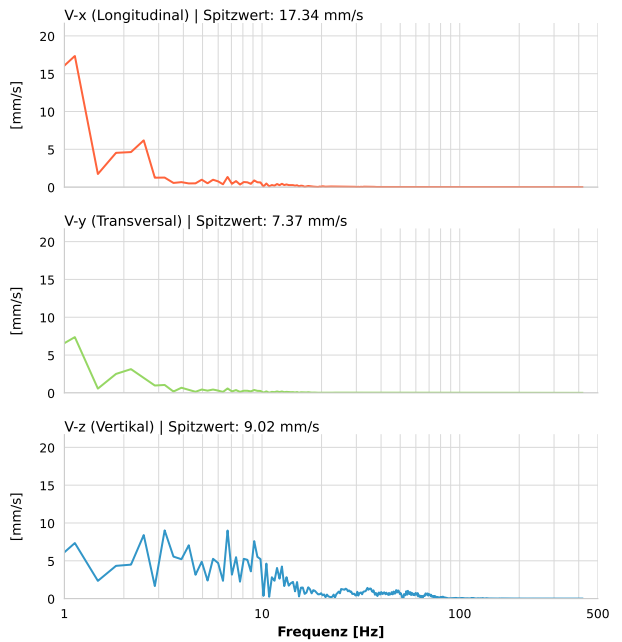 V-x (Longitudinal) | Spitzwert: 17.34 mm/s
20
15
10
5
0
[mm/s]
V-y (Transversal) | Spitzwert: 7.37 mm/s
20
15
10
5
0
[mm/s]
V-z (Vertikal) | Spitzwert: 9.02 mm/s
20
15
10
5
0
[mm/s]
1 10 100 500
Frequenz [Hz]